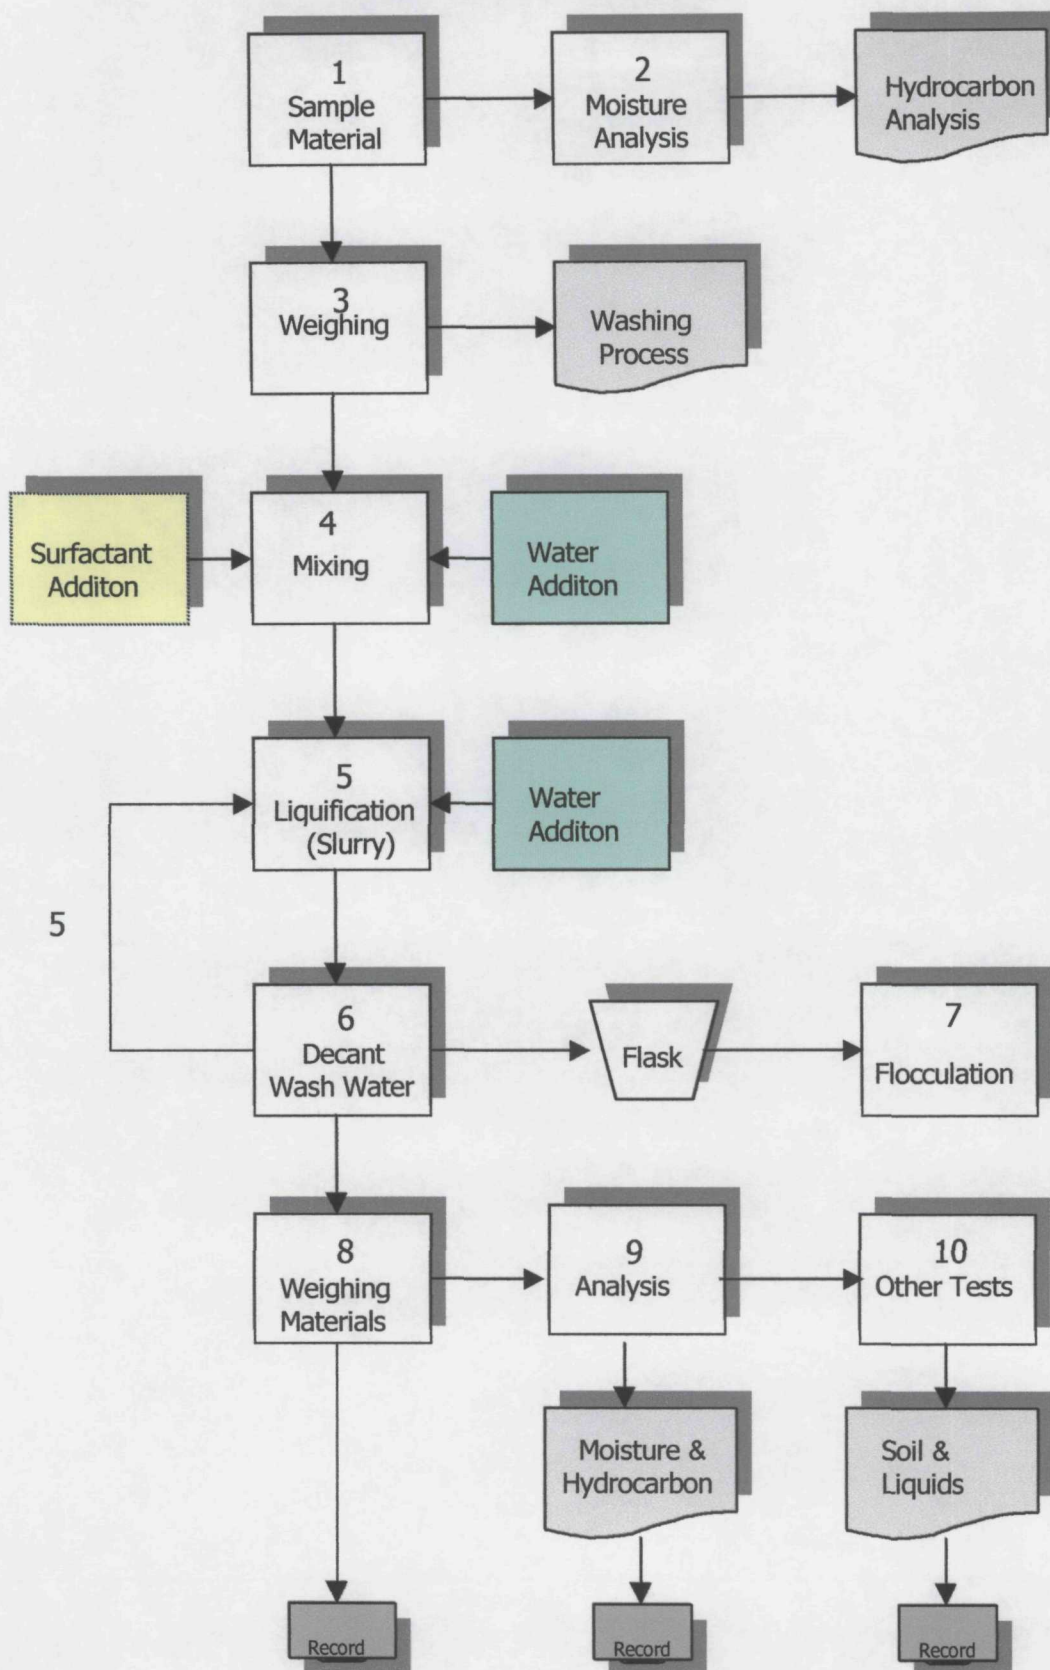 1
Sample
Material
2
Moisture
Analysis
Hydrocarbon
Analysis
3
Weighing
Washing
Process
Surfactant
Additon
4
Mixing
Water
Additon
5
Liquification
(Slurry)
Water
Additon
5
6
Decant
Wash Water
Flask
7
Flocculation
8
Weighing
Materials
9
Analysis
10
Other Tests
Moisture &
Hydrocarbon
Soil &
Liquids
Record
Record
Record